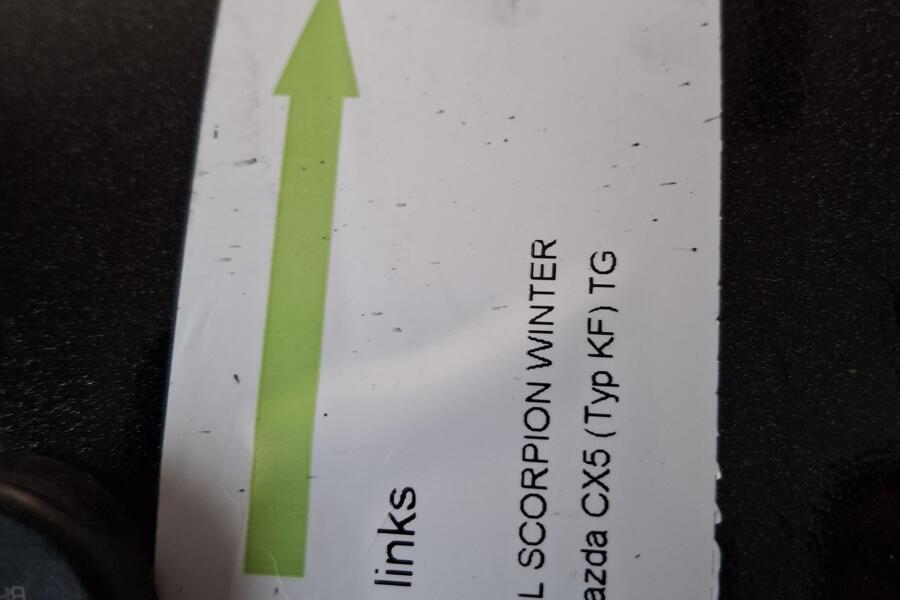 links
L SCORPION WINTER
azda CX5 (Typ KF) TG